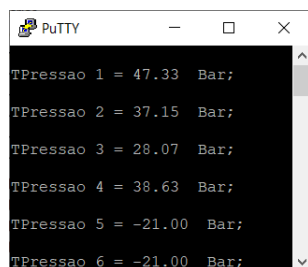 PuTTY
TPressao 1 = 47.33  Bar;
TPressao 2 = 37.15  Bar;
TPressao 3 = 28.07  Bar;
TPressao 4 = 38.63  Bar;
TPressao 5 = -21.00  Bar;
TPressao 6 = -21.00  Bar;